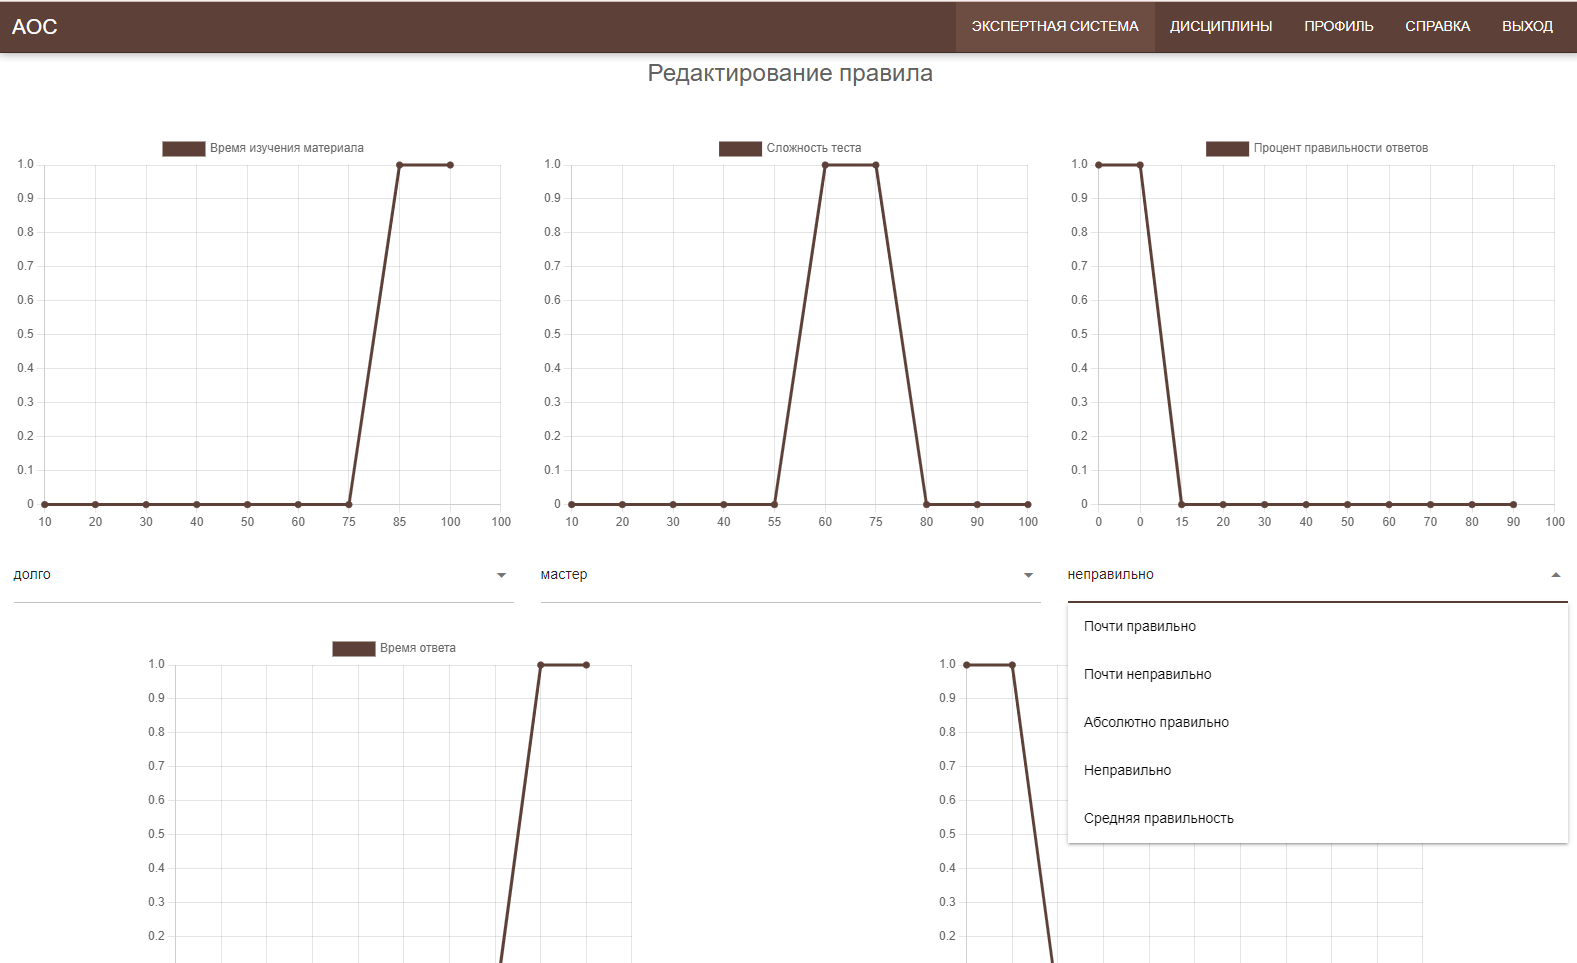 АОС
ЭКСПЕРТНАЯ СИСТЕМА ДИСЦИПЛИНЫ ПРОФИЛЬ СПРАВКА ВЫХОД
Редактирование правила
Время изучения материала
1.0
0.9
0.8
0.7
0.6
0.5
0.4
0.3
0.2
0.1
0
10 20 30 40 50 60 75 85 100 100
Сложность теста
1.0
0.9
0.8
0.7
0.6
0.5
0.4
0.3
0.2
0.1
0
10 20 30 40 55 60 75 80 90 100
Процент правильности ответов
1.0
0.9
0.8
0.7
0.6
0.5
0.4
0.3
0.2
0.1
0
0 0 15 20 30 40 50 60 70 80 90 100
долго
мастер
неправильно
Почти правильно
Почти неправильно
Абсолютно правильно
Неправильно
Средняя правильность
Время ответа
1.0
0.9
0.8
0.7
0.6
0.5
0.4
0.3
0.2
1.0
0.9
0.8
0.7
0.6
0.5
0.4
0.3
0.2